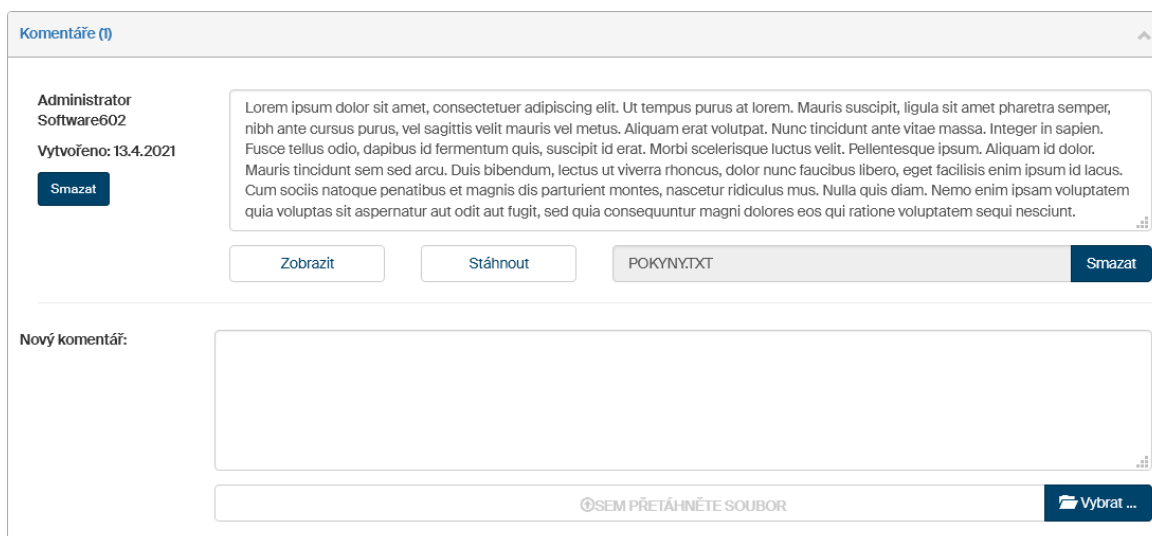 Komentáře (1)
Administrator
Software602
Vytvořeno: 13.4.2021
Smazat
Lorem ipsum dolor sit amet, consectetuer adipiscing elit. Ut tempus purus at lorem. Mauris suscipit, ligula sit amet pharetra semper,
nibh ante cursus purus, vel sagittis velit mauris vel metus. Aliquam erat volutpat. Nunc tincidunt ante vitae massa. Integer in sapien.
Fusce tellus odio, dapibus id fermentum quis, suscipit id erat. Morbi scelerisque luctus velit. Pellentesque ipsum. Aliquam id dolor.
Mauris tincidunt sem sed arcu. Duis bibendum, lectus ut viverra rhoncus, dolor nunc faucibus libero, eget facilisis enim ipsum id lacus.
Cum sociis natoque penatibus et magnis dis parturient montes, nascetur ridiculus mus. Nulla quis diam. Nemo enim ipsam voluptatem
quia voluptas sit aspernatur aut odit aut fugit, sed quia consequuntur magni dolores eos qui ratione voluptatem sequi nesciunt.
Zobrazit
Stáhnout
POKYNY.TXT
Smazat
Nový komentář:
SEM PŘETÁHNĚTE SOUBOR
Vybrat ...